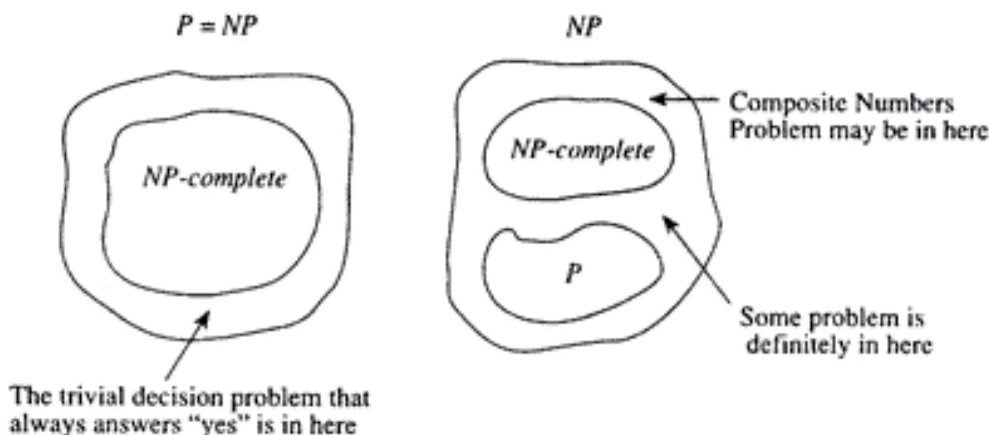 P = NP
NP-complete
The trivial decision problem that
always answers “yes” is in here
NP
NP-complete
P
Composite Numbers
Problem may be in here
Some problem is
definitely in here